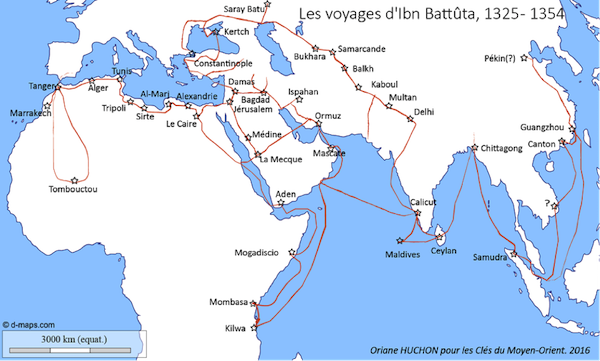 Les voyages d'Ibn Battûta, 1325- 1354
Saray Batu
Kertch
Constantinople
Bukhara
Samarcande
Balkh
Kaboul
Multan
Delhi
Pékin(?)
Tanger
Alger
Tunis
Marrakech
Tripoli
Sirte
Al-Marj
Alexandrie
Le Caire
Damas
Bagdad
Jérusalem
Ispahan
Ormuz
Médine
La Mecque
Mascate
Guangzhou
Canton
Chittagong
Tombouctou
Aden
Calicut
?
Maldives
Ceylan
Samudra
Mogadiscio
Mombasa
Kilwa
© d-maps.com
3000 km (equat.)
Oriane HUCHON pour les Clés du Moyen-Orient. 2016